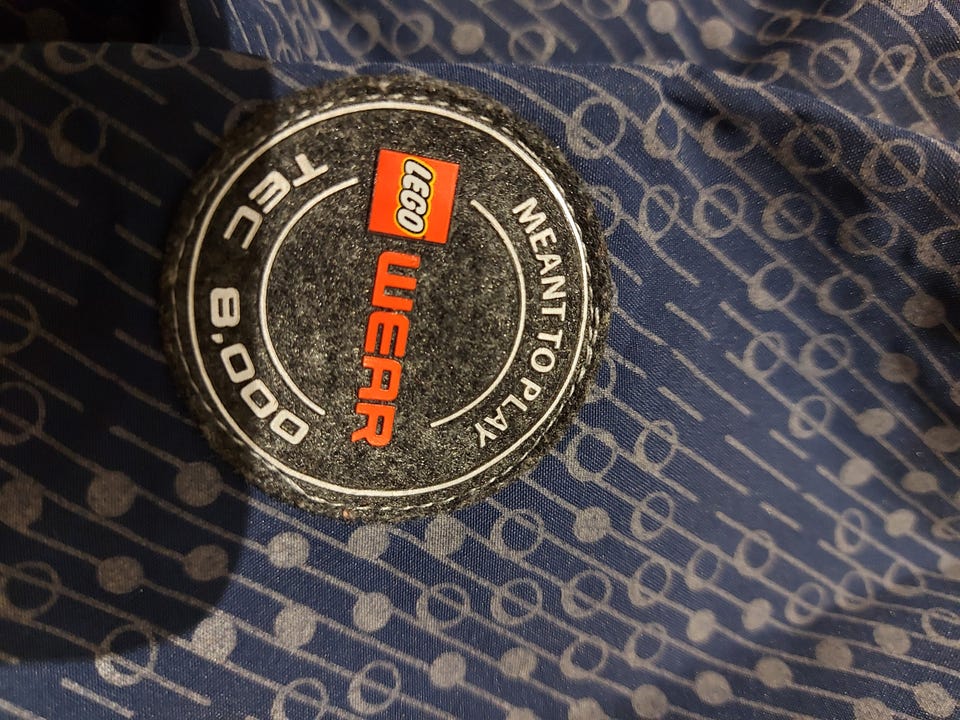 MEANT TO PLAY
LEGO WEAR
TEC 8,000